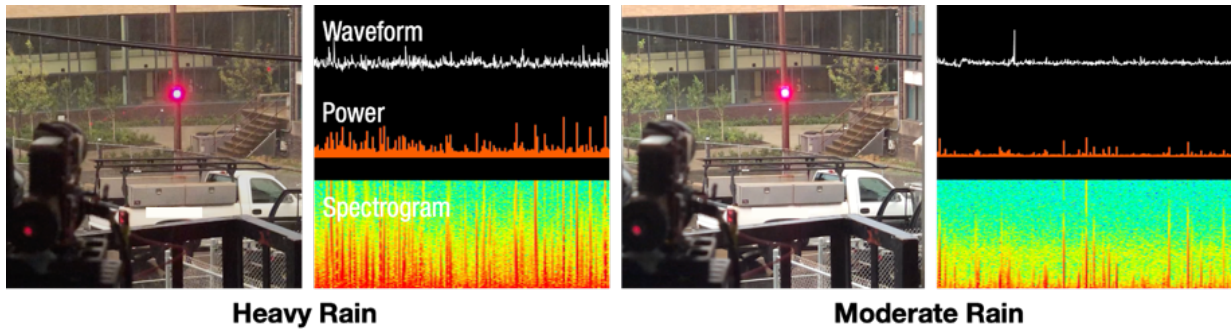 Waveform
Power
Spectrogram
Heavy Rain
Moderate Rain